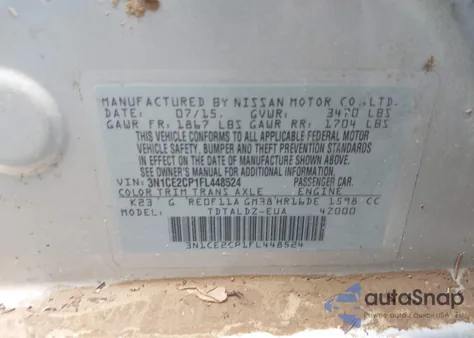 MANUFACTURED BY NISSAN MOTOR CO., LTD.
DATE: 07/15. GVWR: 3470 LBS
GAWR FR: 1867 LBS GAWR RR: 1704 LBS
THIS VEHICLE CONFORMS TO ALL APPLICABLE FEDERAL MOTOR
VEHICLE SAFETY, BUMPER AND THEFT PREVENTION STANDARDS
IN EFFECT ON THE DATE OF MANUFACTURE SHOWN ABOVE.
SEE OWNER'S MANUAL FOR ADDITIONAL INFORMATION.
VIN: 3N1CE2CP1FL448524 PASSENGER CAR
COLOR TRIM TRANS AXLE ENGINE
K23 G RE0F11A GM38 HR16DE 1598 CC
MODEL: TDTALDZ-EUA 42000
3N1CE2CP1FL448524
autoSnap